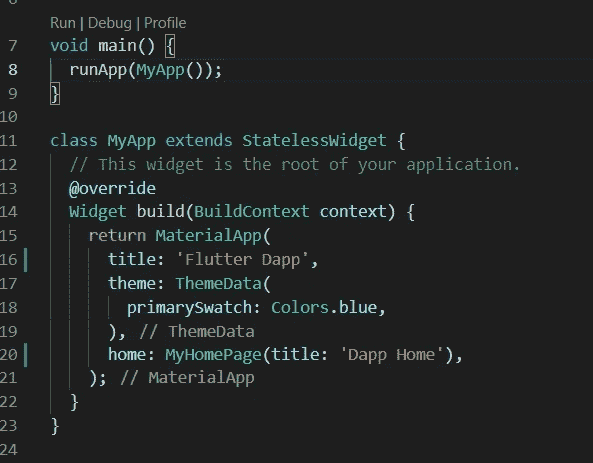 6
Run | Debug | Profile
7 void main() {
8   runApp(MyApp());
9 }
10
11 class MyApp extends StatelessWidget {
12   // This widget is the root of your application.
13   @override
14   Widget build(BuildContext context) {
15     return MaterialApp(
16       title: 'Flutter Dapp',
17       theme: ThemeData(
18         primarySwatch: Colors.blue,
19       ), // ThemeData
20       home: MyHomePage(title: 'Dapp Home'),
21     ); // MaterialApp
22   }
23 }
24